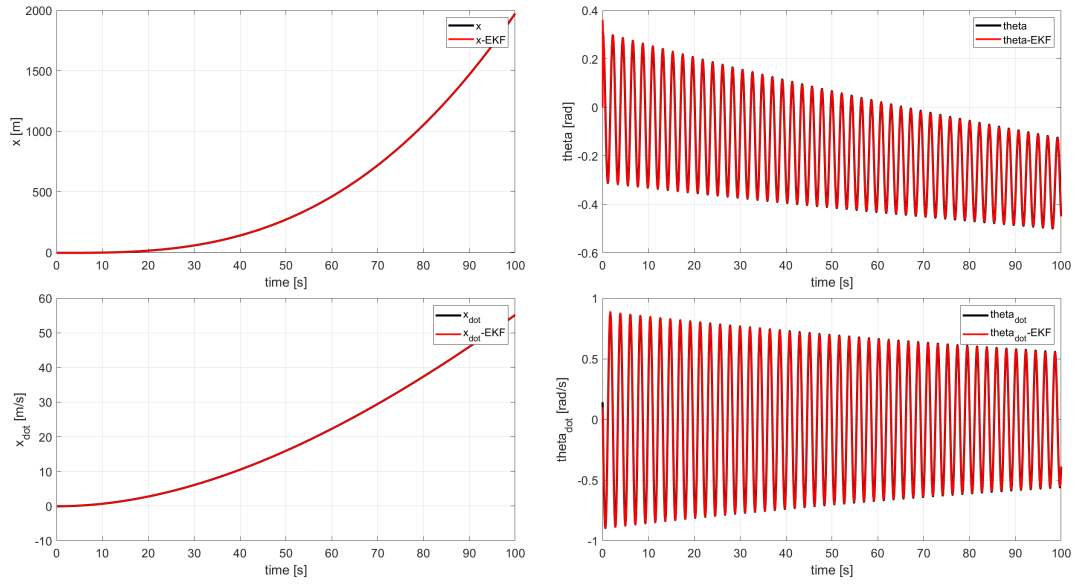 2000
1500
1000
500
0
x [m]
x
x-EKF
0 10 20 30 40 50 60 70 80 90 100
time [s]
0.4
0.2
0
-0.2
-0.4
-0.6
theta [rad]
theta
theta-EKF
0 10 20 30 40 50 60 70 80 90 100
time [s]
60
50
40
30
20
10
0
-10
x_dot [m/s]
x_dot
x_dot-EKF
0 10 20 30 40 50 60 70 80 90 100
time [s]
1
0.5
0
-0.5
-1
theta_dot [rad/s]
theta_dot
theta_dot-EKF
0 10 20 30 40 50 60 70 80 90 100
time [s]